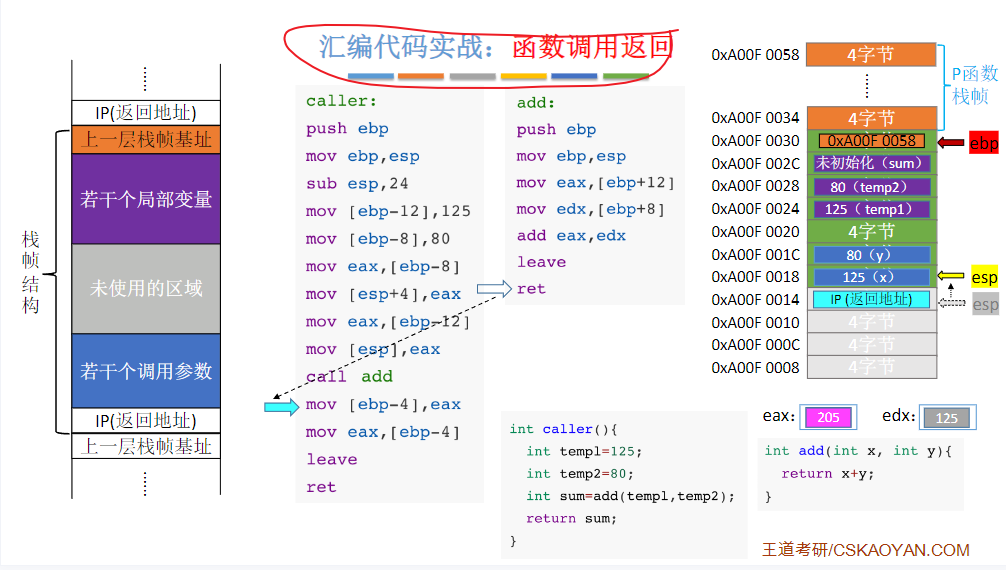 汇编代码实战：函数调用返回
栈帧结构
IP(返回地址)
上一层栈帧基址
若干个局部变量
未使用的区域
若干个调用参数
IP(返回地址)
上一层栈帧基址
caller:
push ebp
mov ebp,esp
sub esp,24
mov [ebp-12],125
mov [ebp-8],80
mov eax,[ebp-8]
mov [esp+4],eax
mov eax,[ebp-12]
mov [esp],eax
call add
mov [ebp-4],eax
mov eax,[ebp-4]
leave
ret
add:
push ebp
mov ebp,esp
mov eax,[ebp+12]
mov edx,[ebp+8]
add eax,edx
leave
ret
0xA00F 0058 4字节
P函数
栈帧
0xA00F 0034 4字节
0xA00F 0030 0xA00F 0058 ebp
0xA00F 002C 未初始化（sum）
0xA00F 0028 80（temp2）
0xA00F 0024 125（ temp1）
0xA00F 0020 4字节
0xA00F 001C 80（y）
0xA00F 0018 125（x） esp
0xA00F 0014 IP (返回地址) esp
0xA00F 0010 4字节
0xA00F 000C 4字节
0xA00F 0008 4字节
eax: 205 edx: 125
int caller(){
int temp1=125;
int temp2=80;
int sum=add(temp1,temp2);
return sum;
}
int add(int x, int y){
return x+y;
}
王道考研/CSKAOYAN.COM